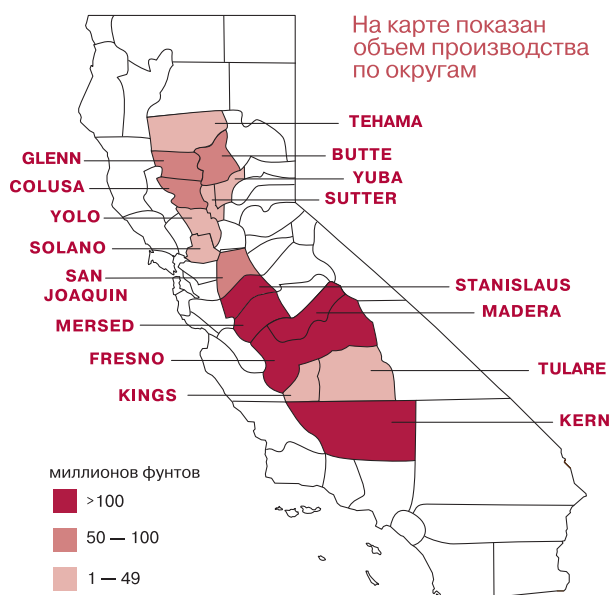 На карте показан
объем производства
по округам
TEHAMA
GLENN
BUTTE
COLUSA
YUBA
SUTTER
YOLO
SOLANO
SAN
JOAQUIN
STANISLAUS
MADERA
MERSED
FRESNO
TULARE
KINGS
KERN
миллионов фунтов
>100
50 — 100
1 — 49